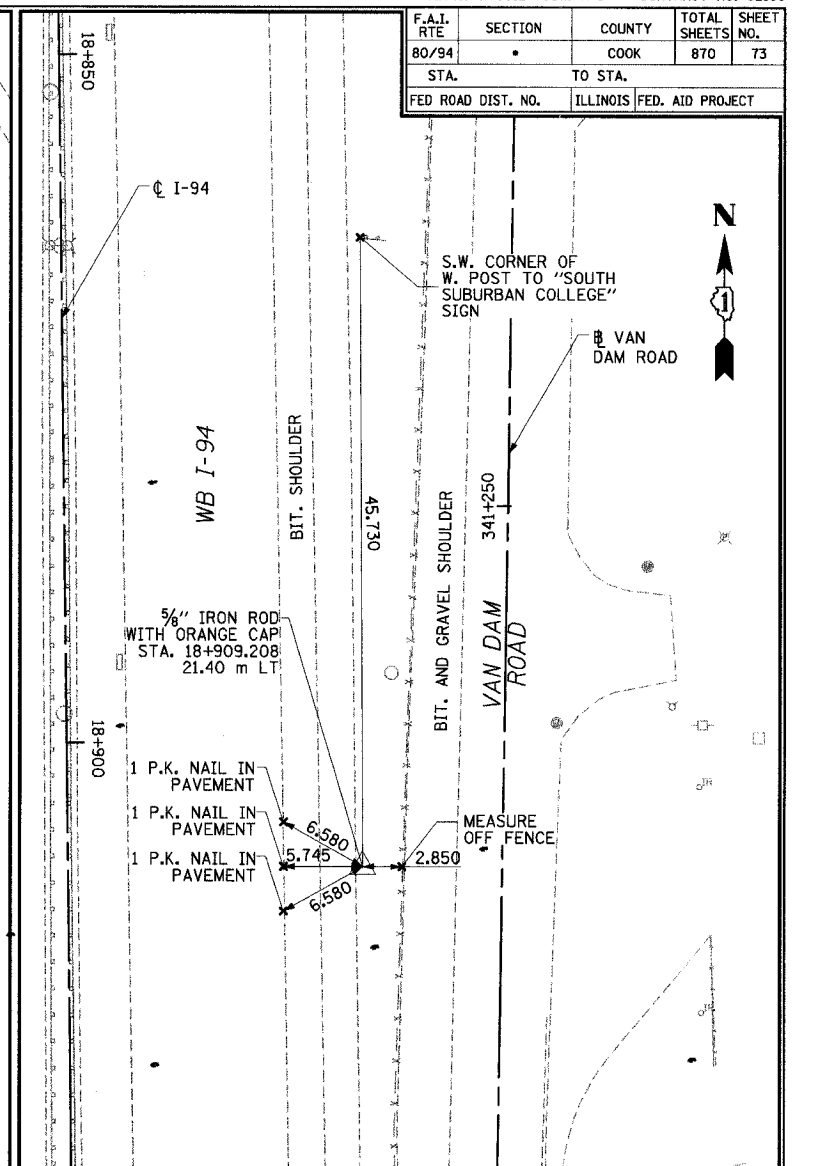 F.A.I. RTE SECTION COUNTY TOTAL SHEETS SHEET NO.
80/94 • COOK 870 73
STA. TO STA.
FED ROAD DIST. NO. ILLINOIS FED. AID PROJECT
18+850
℄ I-94
N
1
S.W. CORNER OF
W. POST TO "SOUTH
SUBURBAN COLLEGE"
SIGN
BL VAN
DAM ROAD
WB I-94
BIT. SHOULDER
45.730
BIT. AND GRAVEL SHOULDER
341+250
VAN DAM
ROAD
5/8" IRON ROD
WITH ORANGE CAP
STA. 18+909.208
21.40 m LT
18+900
1 P.K. NAIL IN
PAVEMENT
1 P.K. NAIL IN
PAVEMENT
1 P.K. NAIL IN
PAVEMENT
6.580
5.745
6.580
2.850
MEASURE
OFF FENCE